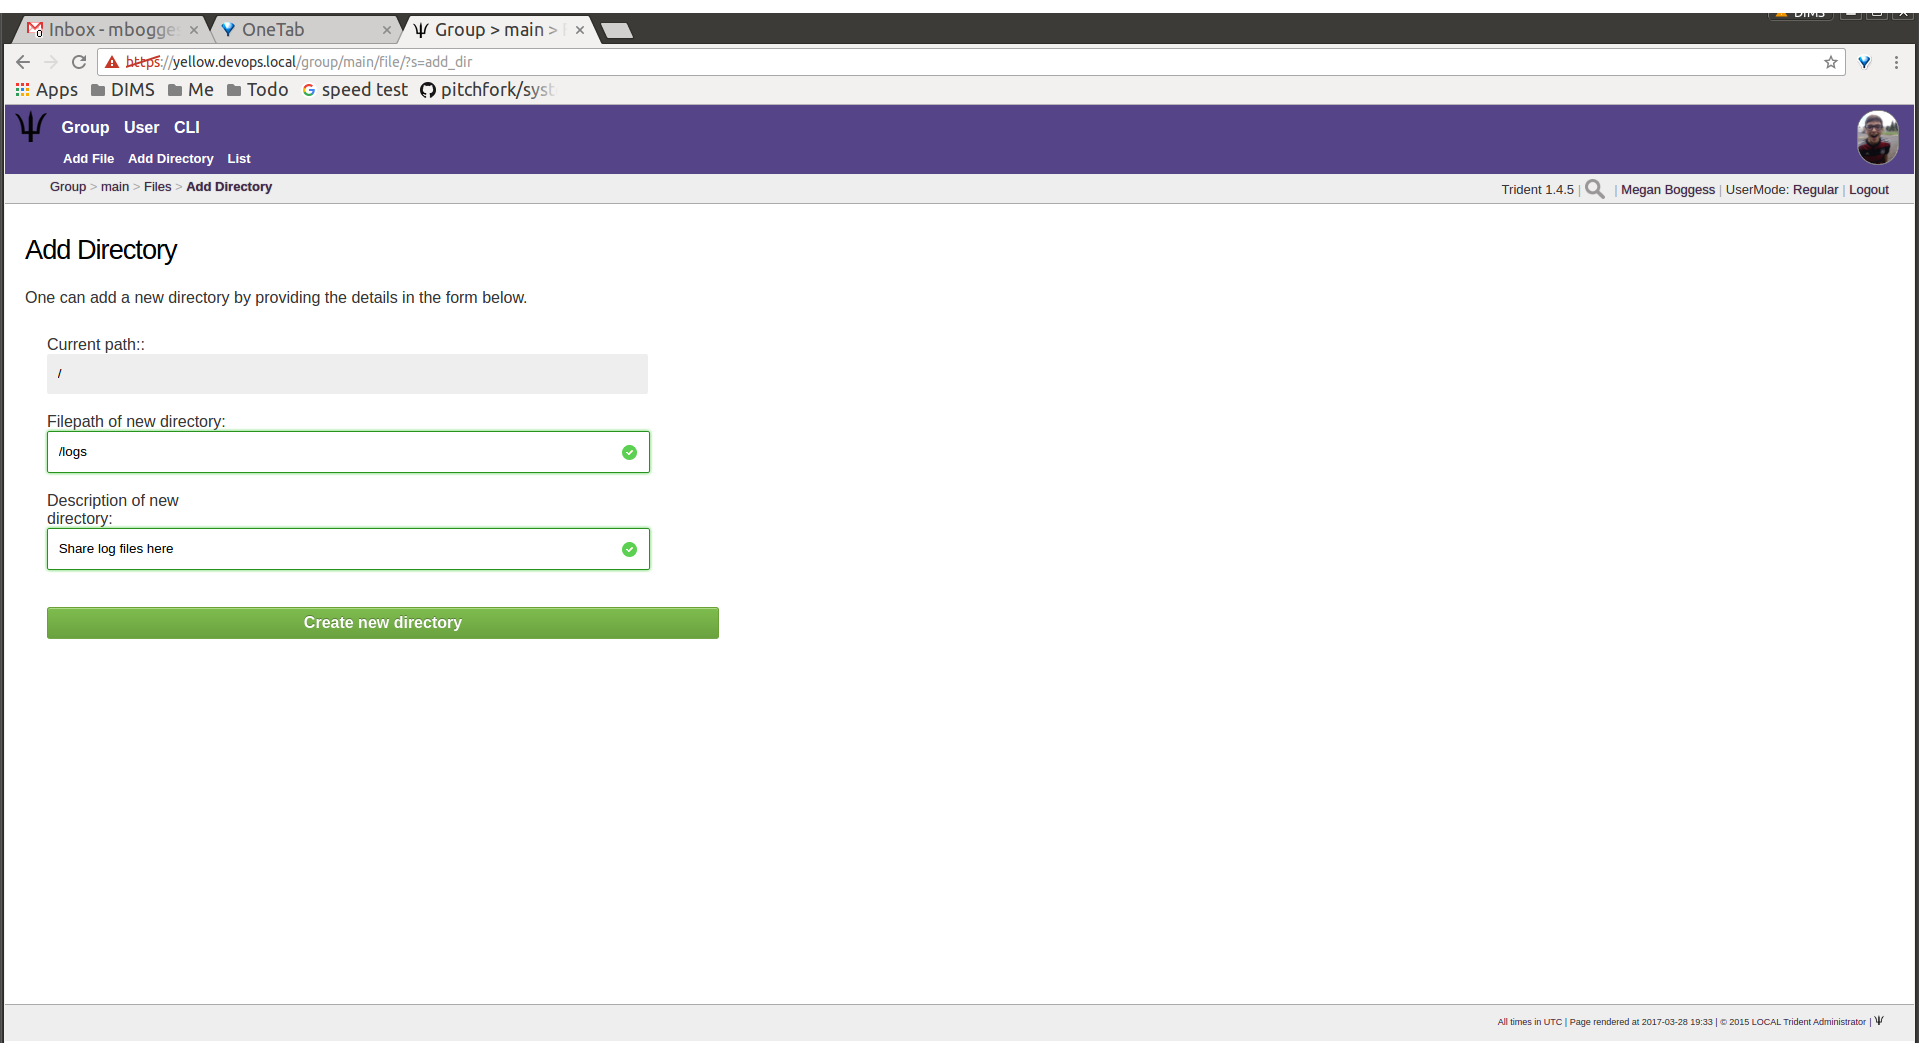 DIMS
Inbox - mbogge
OneTab
Group > main >
https://yellow.devops.local/group/main/file/?s=add_dir
Apps DIMS Me Todo speed test pitchfork/syst
Group User CLI
Add File Add Directory List
Group > main > Files > Add Directory
Trident 1.4.5 | | Megan Boggess | UserMode: Regular | Logout
Add Directory
One can add a new directory by providing the details in the form below.
Current path::
/
Filepath of new directory:
/logs
Description of new
directory:
Share log files here
Create new directory
All times in UTC | Page rendered at 2017-03-28 19:33 | © 2015 LOCAL Trident Administrator |